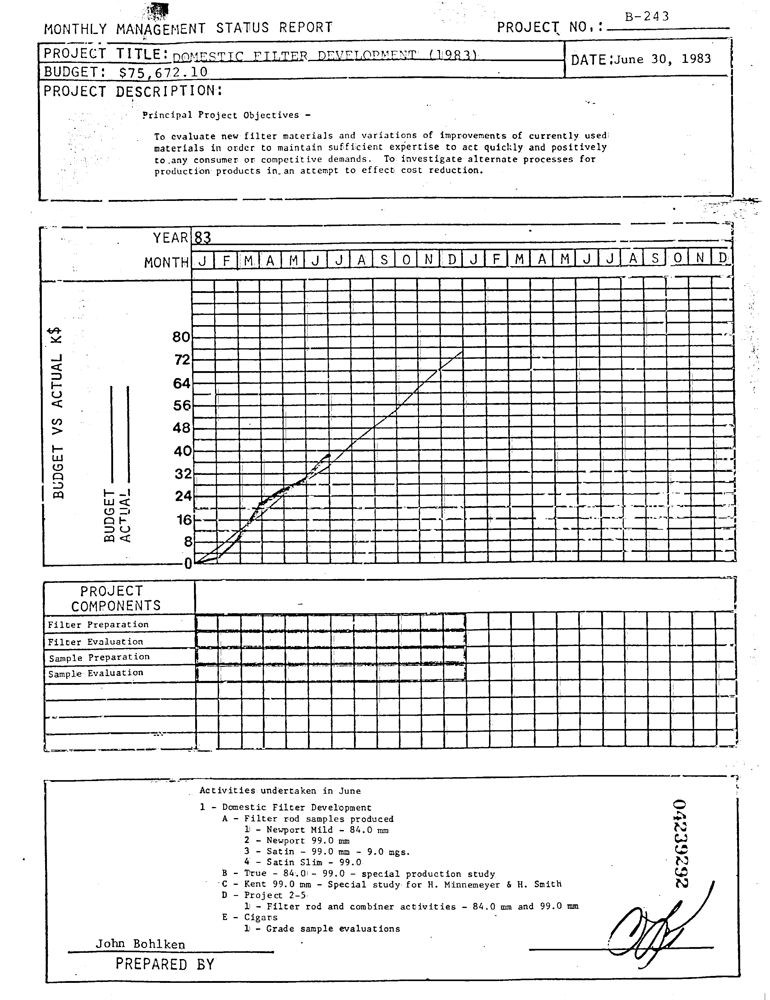 MONTHLY MANAGEMENT STATUS REPORT
PROJECT NO.: B-243
PROJECT TITLE: DOMESTIC FILTER DEVELOPMENT (1983)
DATE: June 30, 1983
BUDGET: $75,672.10
PROJECT DESCRIPTION:
Principal Project Objectives -
To evaluate new filter materials and variations of improvements of currently used
materials in order to maintain sufficient expertise to act quickly and positively
to any consumer or competitive demands. To investigate alternate processes for
production products in an attempt to effect cost reduction.
YEAR 83
MONTH J F M A M J J A S O N D J F M A M J J A S O N D
BUDGET VS ACTUAL K$
BUDGET
ACTUAL
80
72
64
56
48
40
32
24
16
8
0
PROJECT
COMPONENTS
Filter Preparation
Filter Evaluation
Sample Preparation
Sample Evaluation
Activities undertaken in June
1 - Domestic Filter Development
A - Filter rod samples produced
1 - Newport Mild - 84.0 mm
2 - Newport 99.0 mm
3 - Satin - 99.0 mm - 9.0 mgs.
4 - Satin Slim - 99.0
B - True - 84.0 - 99.0 - special production study
C - Kent 99.0 mm - Special study for H. Minnemeyer & H. Smith
D - Project 2-5
1 - Filter rod and combiner activities - 84.0 mm and 99.0 mm
E - Cigars
1 - Grade sample evaluations
04239292
John Bohlken
PREPARED BY